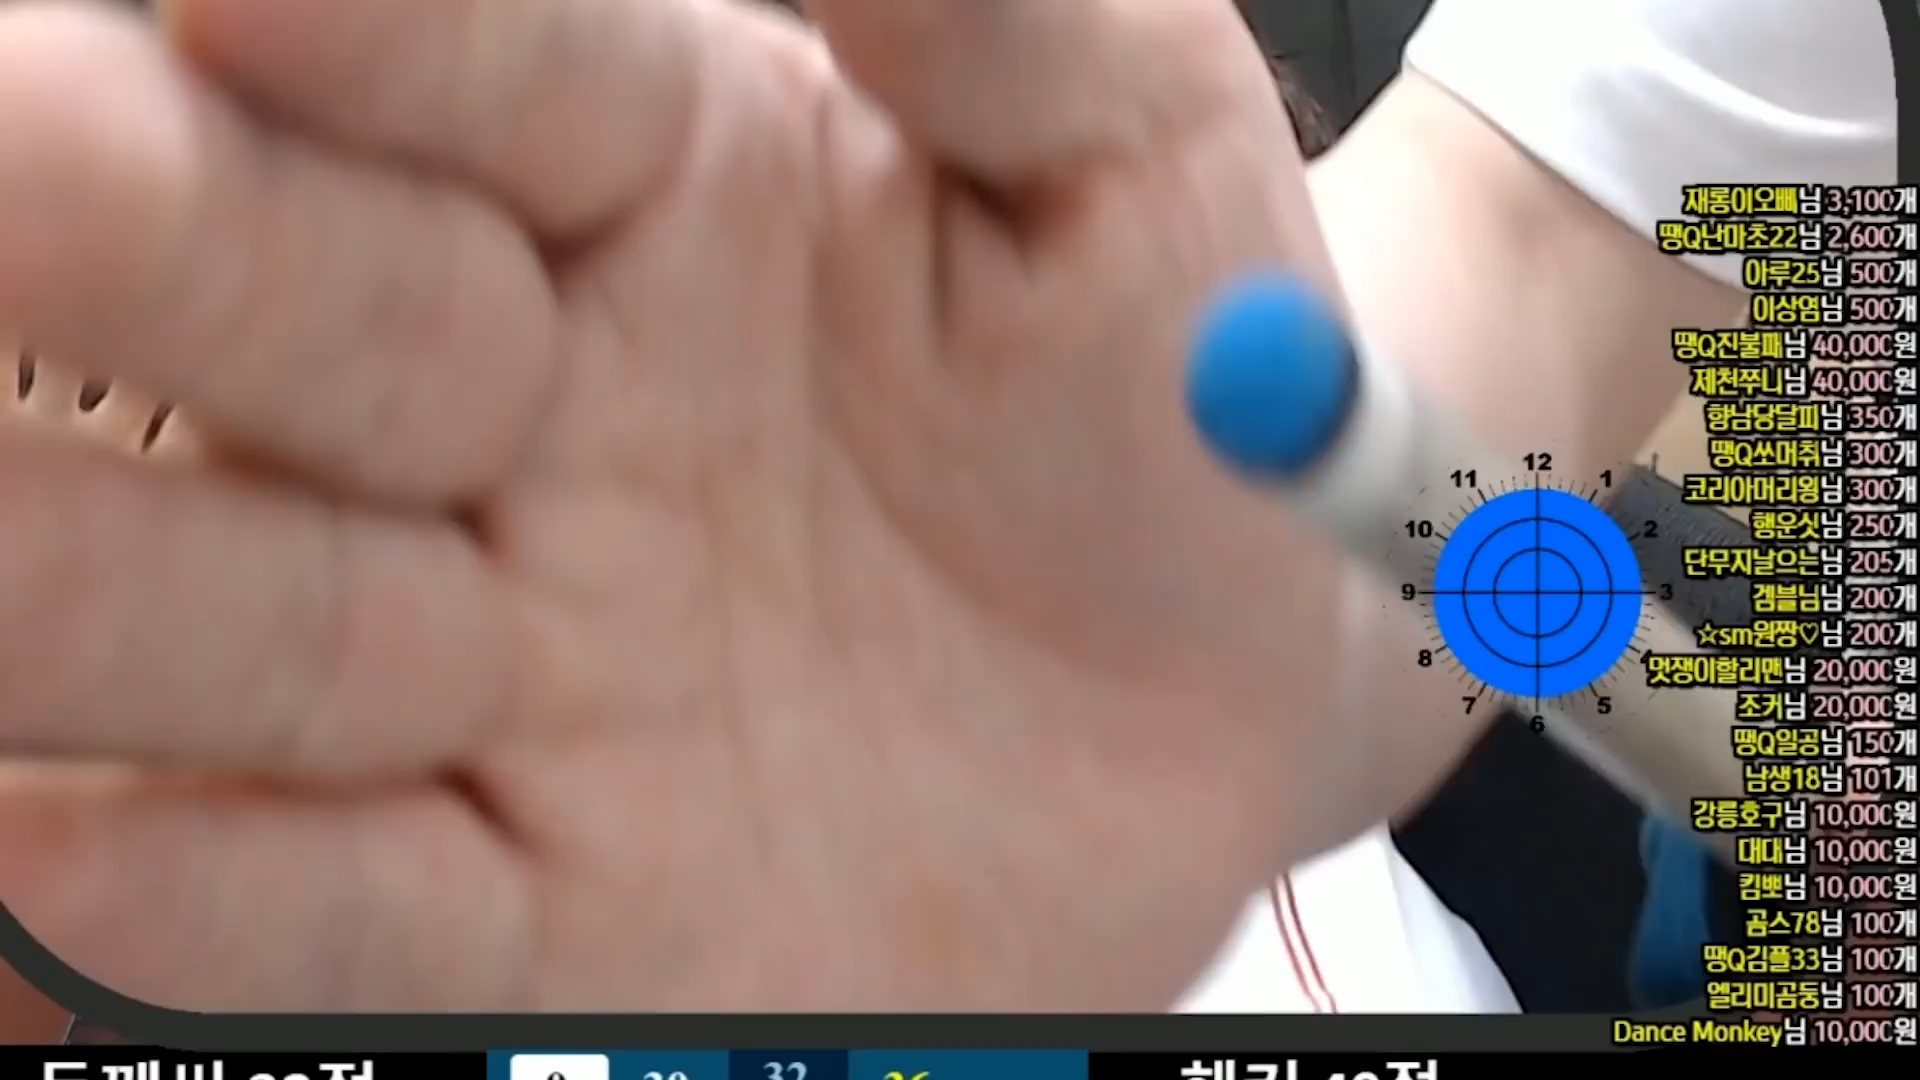 재롱이오빠님 3,100개
땡Q난마초22님 2,600개
아루25님 500개
이상염님 500개
땡Q진불패님 40,000원
제천쭈니님 40,000원
향남당달피님 350개
땡Q쏘머취님 300개
12
11
1
코리아머리윙님 300개
10
2
행운싯님 250개
단무지날으는님 205개
9
3
겜블님님 200개
☆sm원짱♡님 200개
8
멋쟁이할리맨님 20,000원
7
5
조커님 20,000원
6
땡Q일공님 150개
남생18님 101개
강릉호구님 10,000원
대대님 10,000원
킴뽀님 10,000원
곰스78님 100개
땡Q김플33님 100개
엘리미곰둥님 100개
Dance Monkey님 10,000원
32